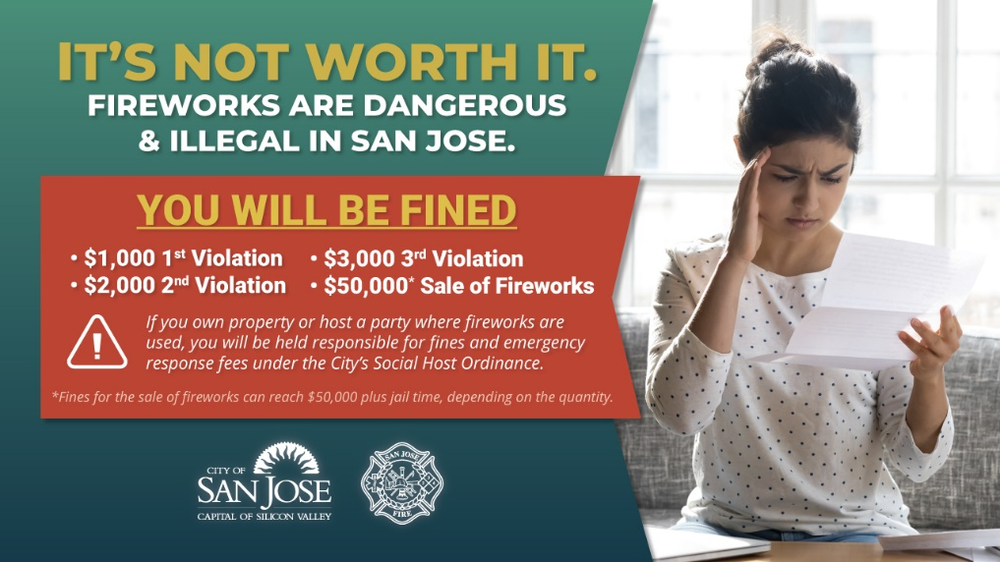 IT'S NOT WORTH IT.
FIREWORKS ARE DANGEROUS
& ILLEGAL IN SAN JOSE.
YOU WILL BE FINED
• $1,000 1st Violation
• $2,000 2nd Violation
• $3,000 3rd Violation
• $50,000* Sale of Fireworks
If you own property or host a party where fireworks are
used, you will be held responsible for fines and emergency
response fees under the City's Social Host Ordinance.
*Fines for the sale of fireworks can reach $50,000 plus jail time, depending on the quantity.
CITY OF
SAN JOSE
CAPITAL OF SILICON VALLEY
SAN JOSE
FIRE